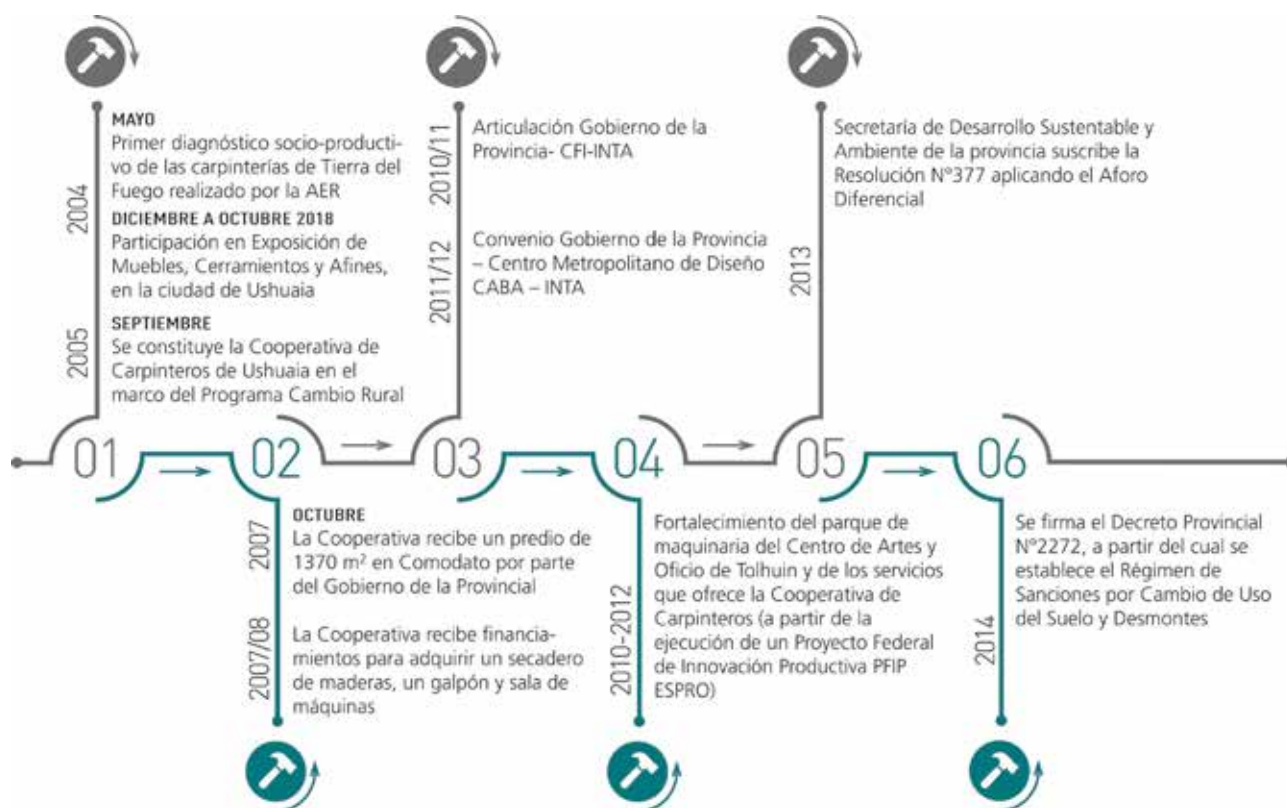 2004
MAYO
Primer diagnóstico socio-producti-
vo de las carpinterías de Tierra del
Fuego realizado por la AER
DICIEMBRE A OCTUBRE 2018
Participación en Exposición de
Muebles, Cerramientos y Afines,
en la ciudad de Ushuaia
2005
SEPTIEMBRE
Se constituye la Cooperativa de
Carpinteros de Ushuaia en el
marco del Programa Cambio Rural
01
02
2007
OCTUBRE
La Cooperativa recibe un predio de
1370 m² en Comodato por parte
del Gobierno de la Provincial
2007/08
La Cooperativa recibe financia-
mientos para adquirir un secadero
de maderas, un galpón y sala de
máquinas
03
2010/11
Articulación Gobierno de la
Provincia- CFI-INTA
2011/12
Convenio Gobierno de la Provincia
– Centro Metropolitano de Diseño
CABA – INTA
04
2010-2012
Fortalecimiento del parque de
maquinaria del Centro de Artes y
Oficio de Tolhuin y de los servicios
que ofrece la Cooperativa de
Carpinteros (a partir de la
ejecución de un Proyecto Federal
de Innovación Productiva PFIP
ESPRO)
05
2013
Secretaría de Desarrollo Sustentable y
Ambiente de la provincia suscribe la
Resolución N°377 aplicando el Aforo
Diferencial
06
2014
Se firma el Decreto Provincial
N°2272, a partir del cual se
establece el Régimen de
Sanciones por Cambio de Uso
del Suelo y Desmontes